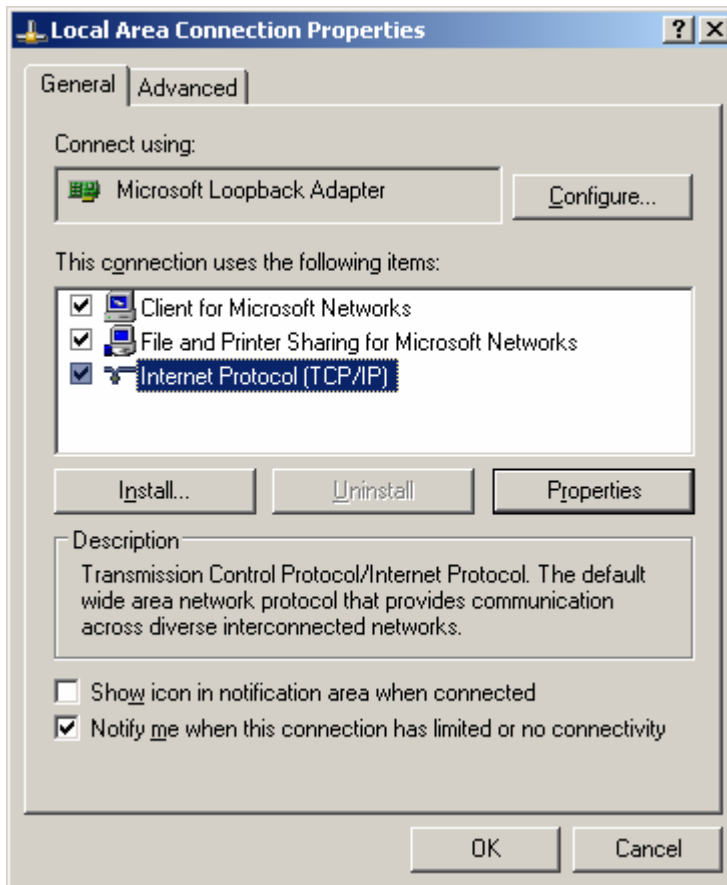 Local Area Connection Properties
?
General
Advanced
Connect using:
Microsoft Loopback Adapter
Configure...
This connection uses the following items:
Client for Microsoft Networks
File and Printer Sharing for Microsoft Networks
Internet Protocol (TCP/IP)
Install...
Uninstall
Properties
Description
Transmission Control Protocol/Internet Protocol. The default
wide area network protocol that provides communication
across diverse interconnected networks.
Show icon in notification area when connected
Notify me when this connection has limited or no connectivity
OK
Cancel